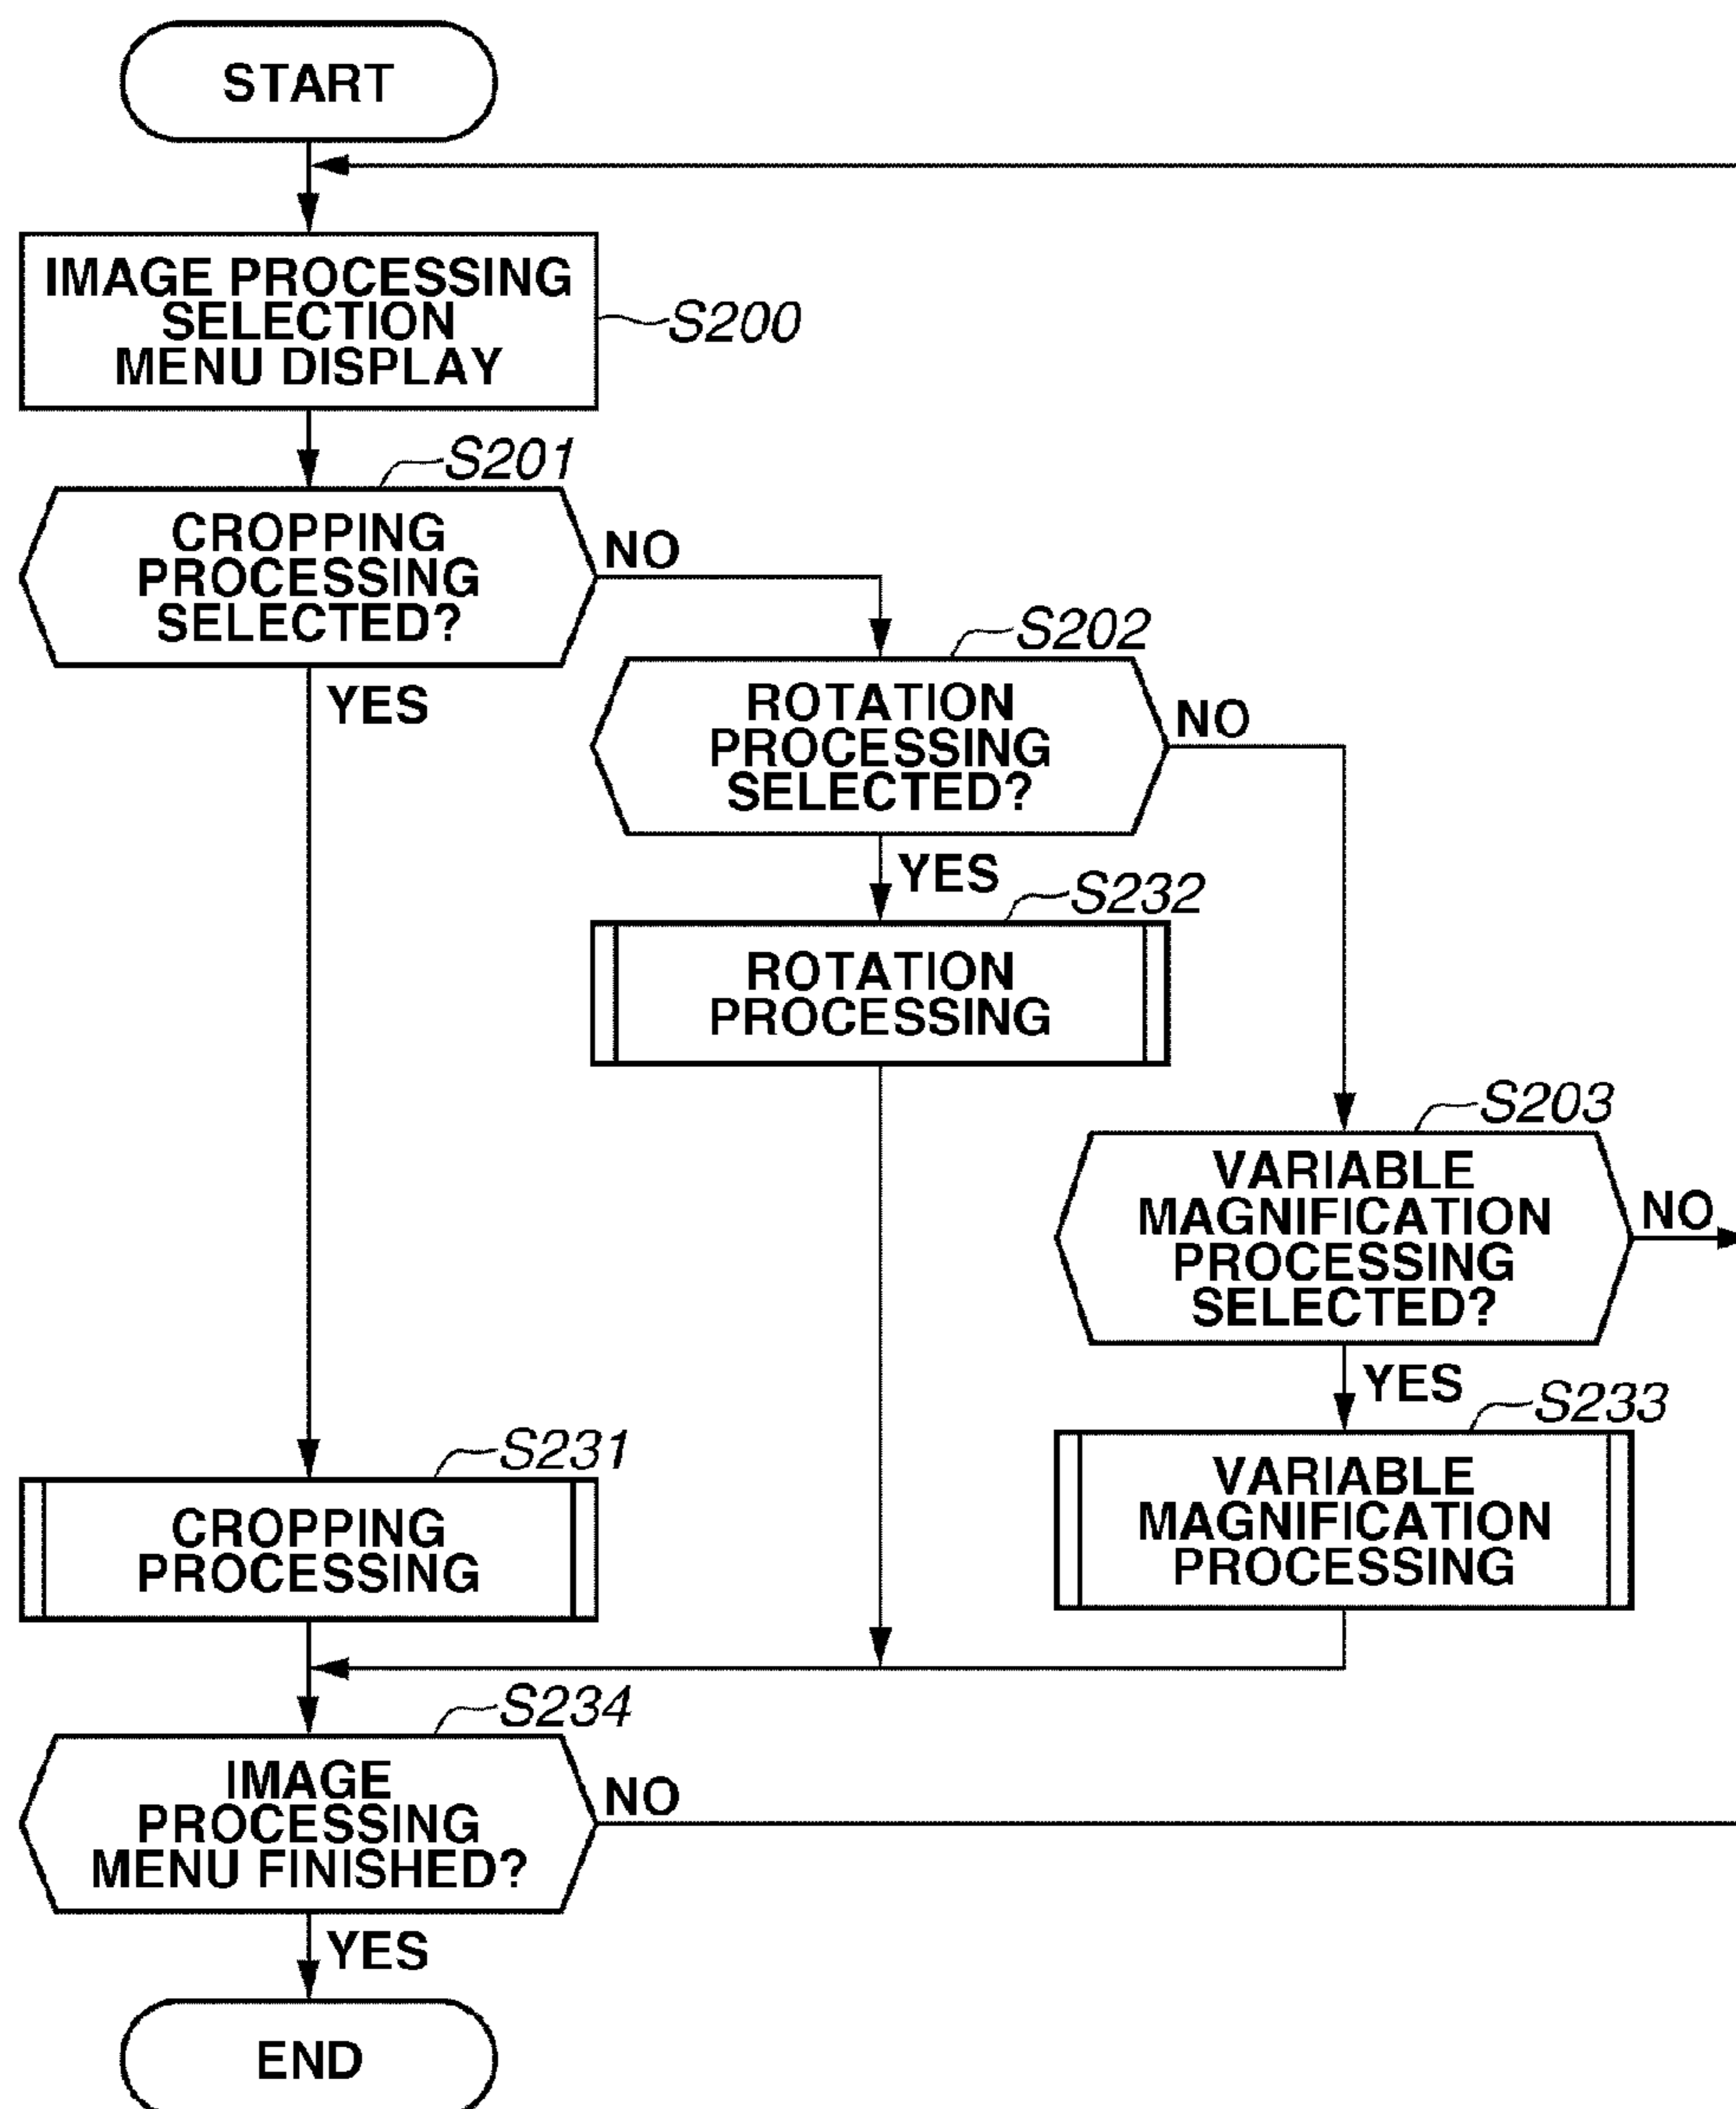 START
IMAGE PROCESSING
SELECTION
MENU DISPLAY
S200
S201
CROPPING
PROCESSING
SELECTED?
NO
YES
S202
ROTATION
PROCESSING
SELECTED?
NO
YES
S232
ROTATION
PROCESSING
S203
VARIABLE
MAGNIFICATION
PROCESSING
SELECTED?
NO
YES
S233
VARIABLE
MAGNIFICATION
PROCESSING
S231
CROPPING
PROCESSING
S234
IMAGE
PROCESSING
MENU FINISHED?
NO
YES
END